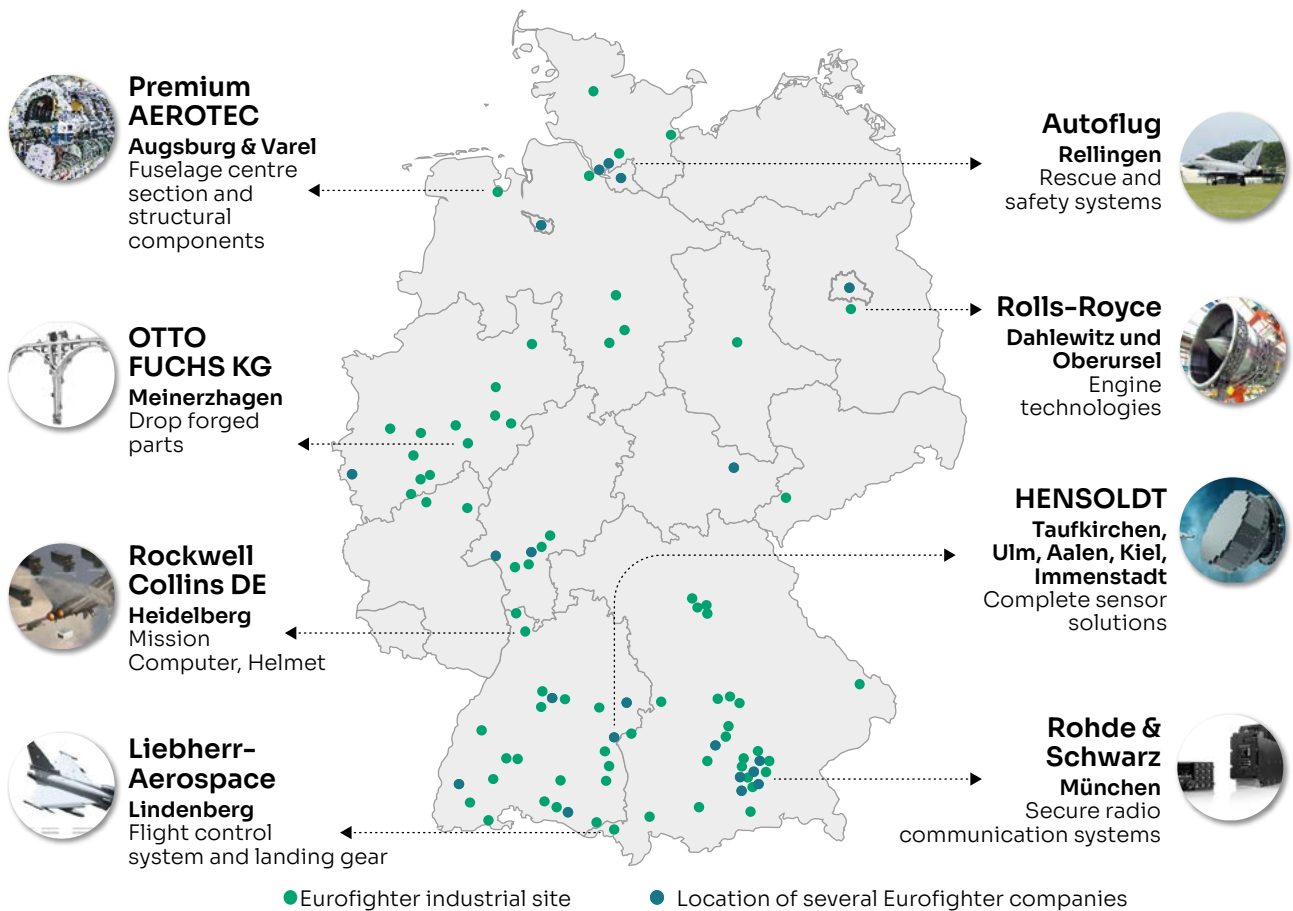 Premium
AEROTEC
Augsburg & Varel
Fuselage centre
section and
structural
components
OTTO
FUCHS KG
Meinerzhagen
Drop forged
parts
Rockwell
Collins DE
Heidelberg
Mission
Computer, Helmet
Liebherr-
Aerospace
Lindenberg
Flight control
system and landing gear
Autoflug
Rellingen
Rescue and
safety systems
Rolls-Royce
Dahlewitz und
Oberursel
Engine
technologies
HENSOLDT
Taufkirchen,
Ulm, Aalen, Kiel,
Immenstadt
Complete sensor
solutions
Rohde &
Schwarz
München
Secure radio
communication systems
Eurofighter industrial site
Location of several Eurofighter companies